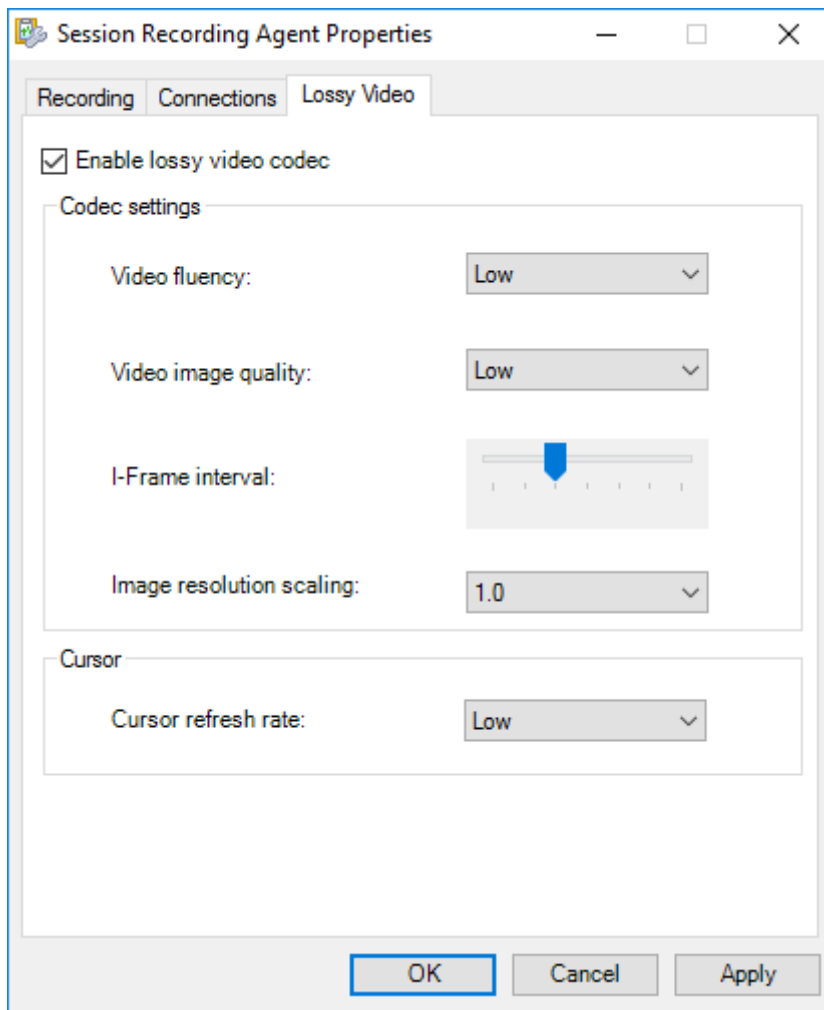 Session Recording Agent Properties
Recording Connections Lossy Video
Enable lossy video codec
Codec settings
Video fluency: Low
Video image quality: Low
I-Frame interval:
Image resolution scaling: 1.0
Cursor
Cursor refresh rate: Low
OK Cancel Apply